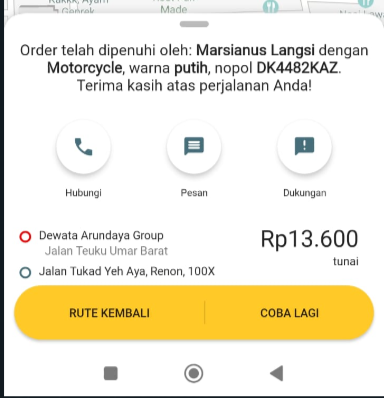 Made
Order telah dipenuhi oleh: Marsianus Langsi dengan
Motorcycle, warna putih, nopol DK4482KAZ.
Terima kasih atas perjalanan Anda!
Hubungi
Pesan
Dukungan
Dewata Arundaya Group
Jalan Teuku Umar Barat
Jalan Tukad Yeh Aya, Renon, 100X
Rp13.600
tunai
RUTE KEMBALI
COBA LAGI